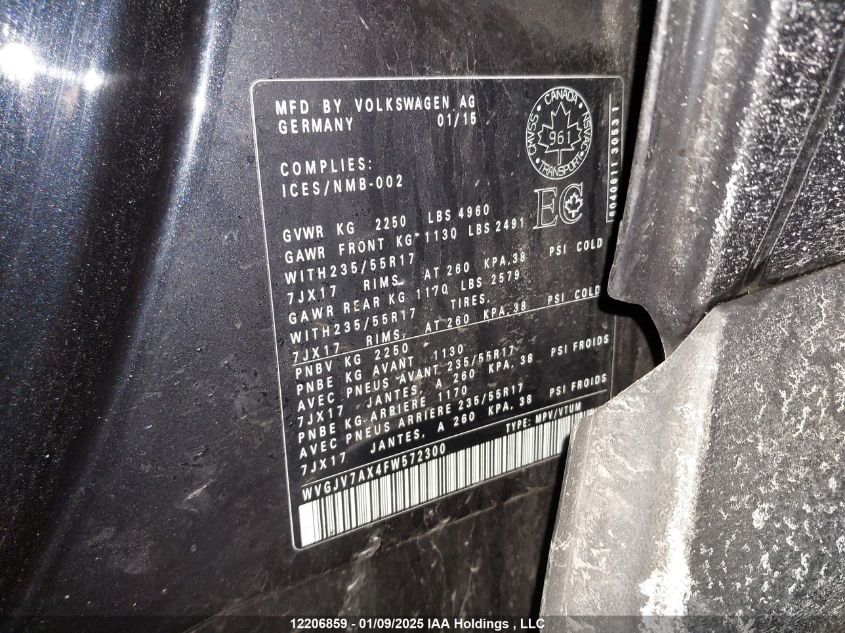 MFD BY VOLKSWAGEN AG
GERMANY 01/15
COMPLIES:
ICES/NMB-002
GVWR KG 2250 LBS 4960
GAWR FRONT KG 1130 LBS 2491
WITH235/55R17
7JX17 RIMS, AT 260 KPA,38 PSI COLD
GAWR REAR KG 1170 LBS 2579
WITH235/55R17 TIRES.
7JX17 RIMS, AT 260 KPA,38 PSI COLD
PNBV KG 2250
PNBE KG AVANT 1130
AVEC PNEUS AVANT 235/55R17
7JX17 JANTES, A 260 KPA, 38 PSI FROIDS
PNBE KG ARRIERE 1170
AVEC PNEUS ARRIERE 235/55R17
7JX17 JANTES, A 260 KPA, 38 PSI FROIDS
TYPE: MPV/VTUM
WVGJV7AX4FW572300
CANADA
CMVSS
NSVAC
961
TRANSPORT
EC
12206859 - 01/09/2025 IAA Holdings , LLC